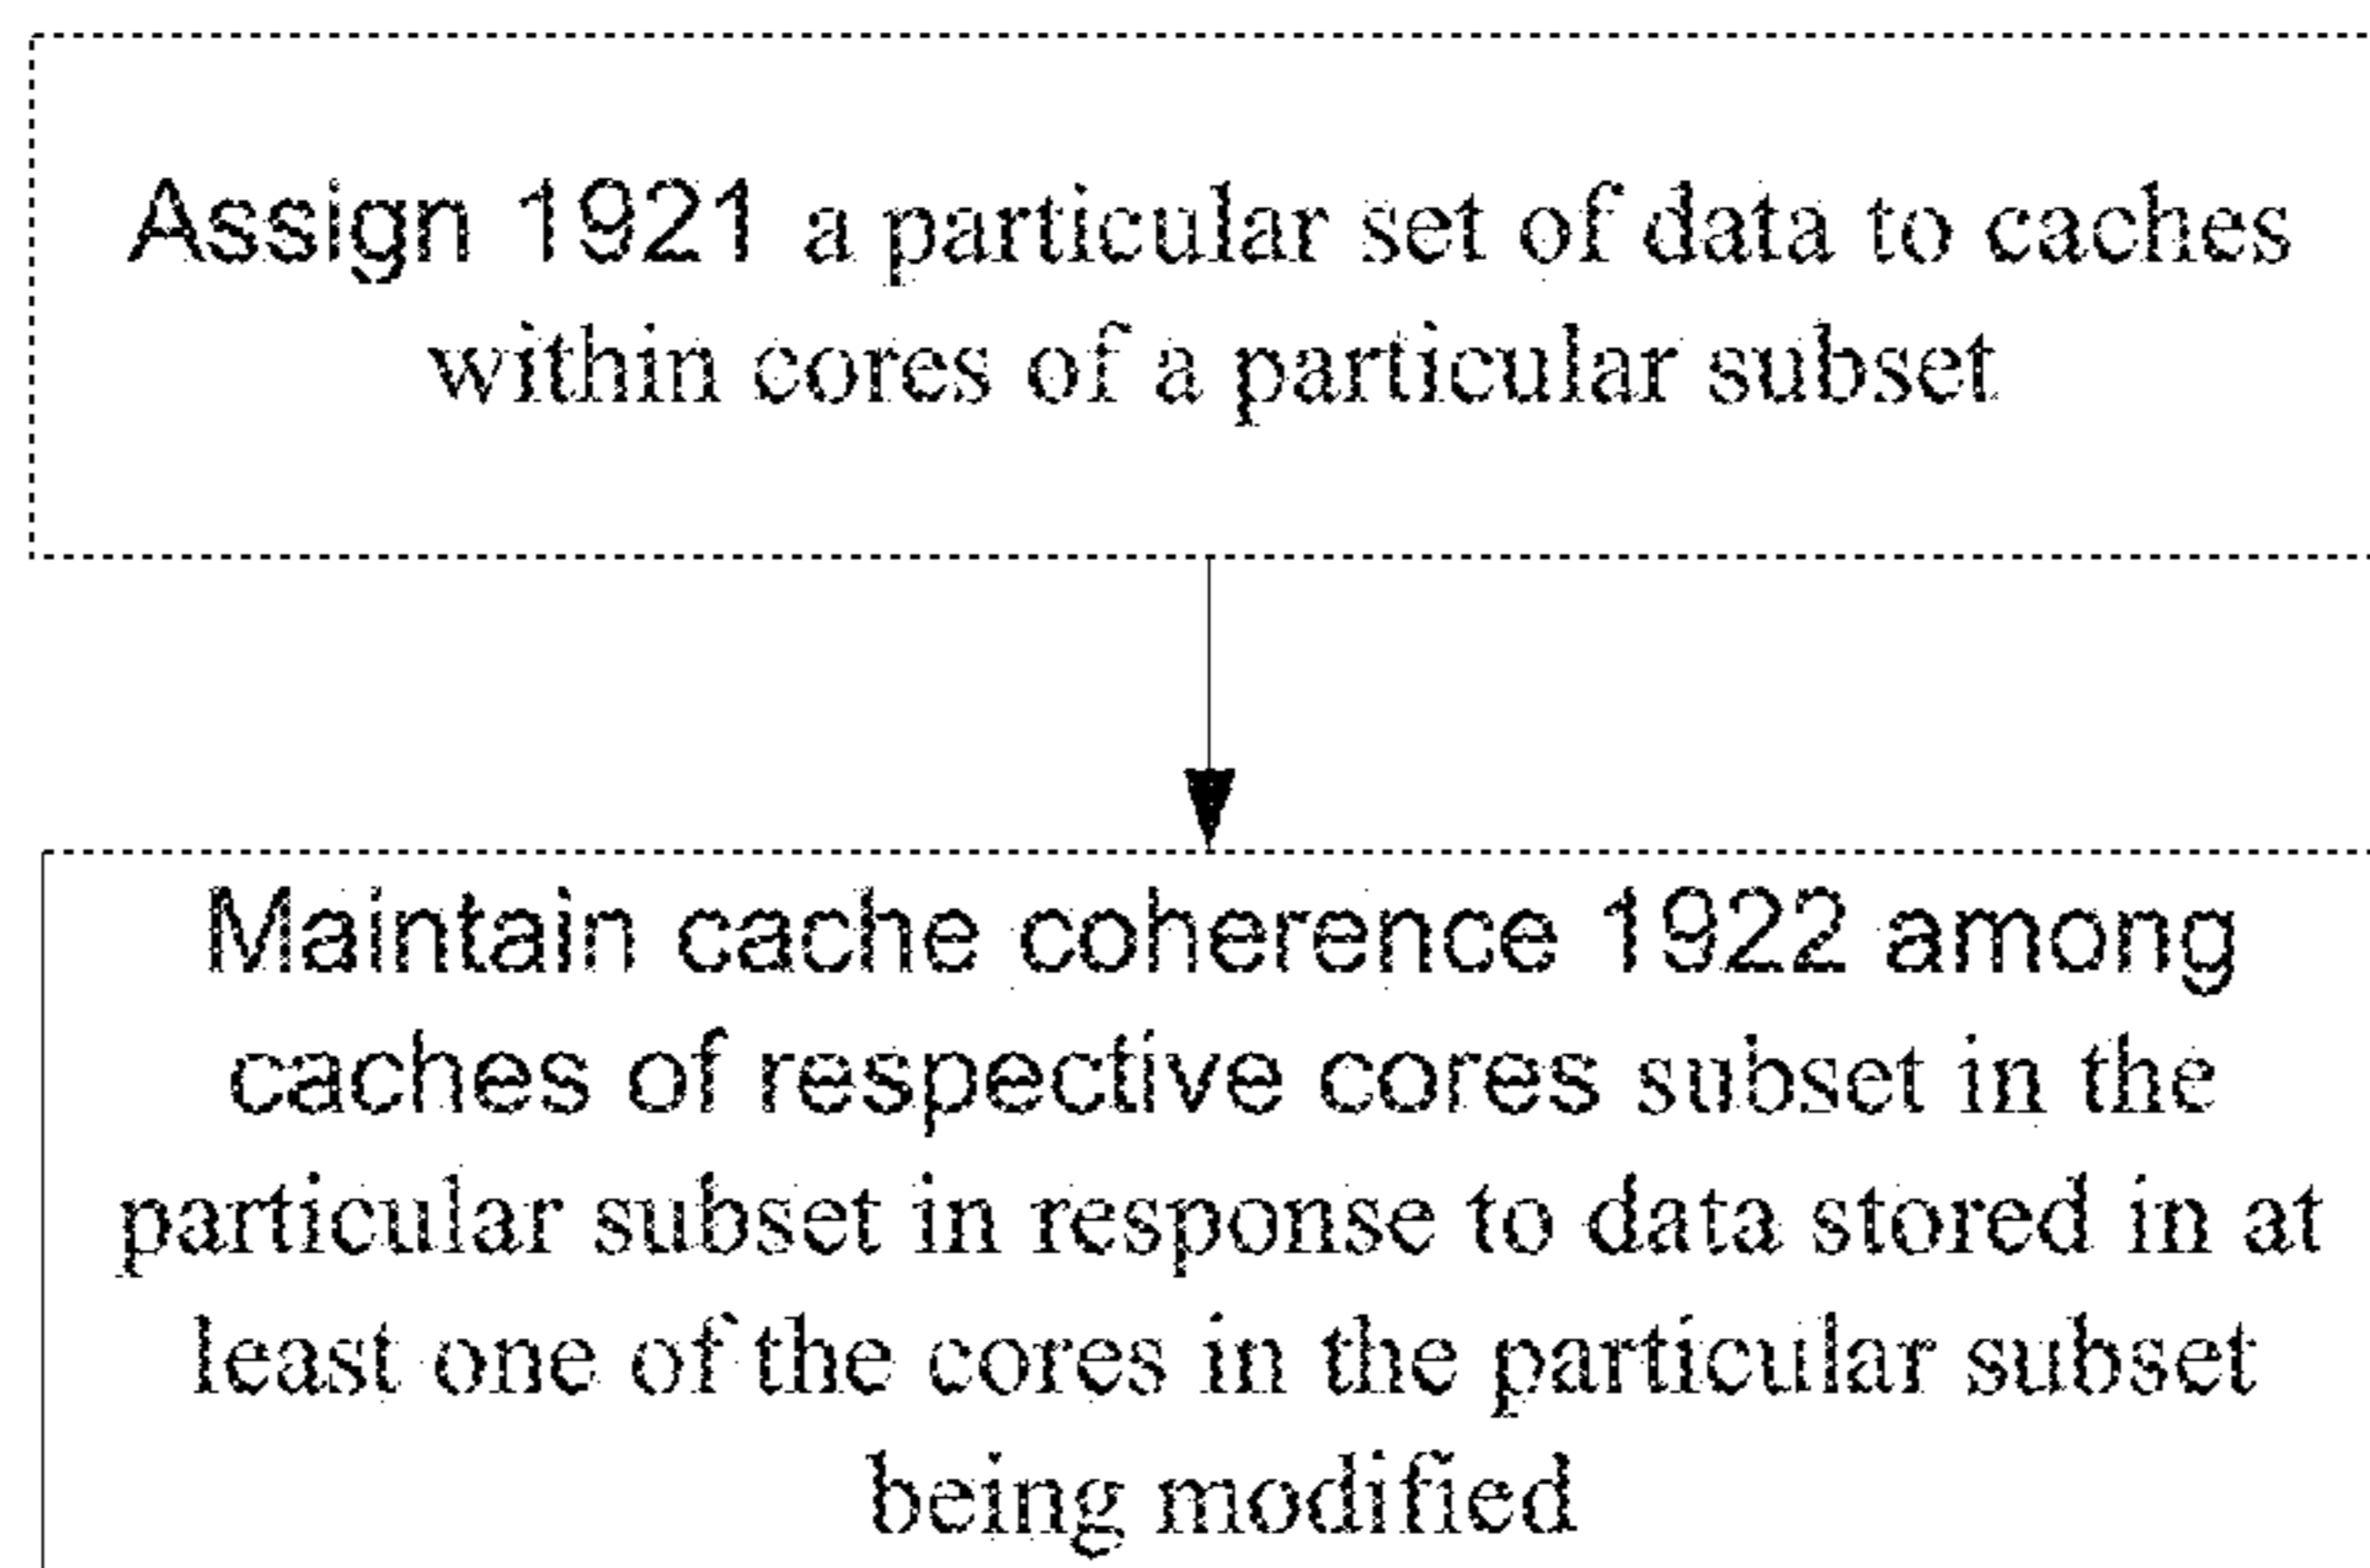 Assign 1921 a particular set of data to caches
within cores of a particular subset
Maintain cache coherence 1922 among
caches of respective cores subset in the
particular subset in response to data stored in at
least one of the cores in the particular subset
being modified